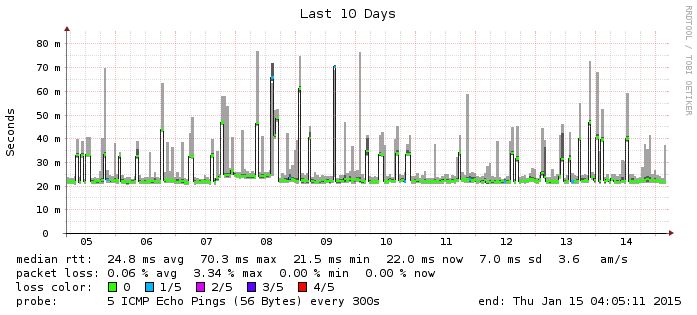 Last 10 Days
RRDTOOL / TOBI OETIKER
Seconds
80 m
70 m
60 m
50 m
40 m
30 m
20 m
10 m
0
05 06 07 08 09 10 11 12 13 14
median rtt: 24.8 ms avg 70.3 ms max 21.5 ms min 22.0 ms now 7.0 ms sd 3.6 am/s
packet loss: 0.06 % avg 3.34 % max 0.00 % min 0.00 % now
loss color: 0 1/5 2/5 3/5 4/5
probe: 5 ICMP Echo Pings (56 Bytes) every 300s end: Thu Jan 15 04:05:11 2015